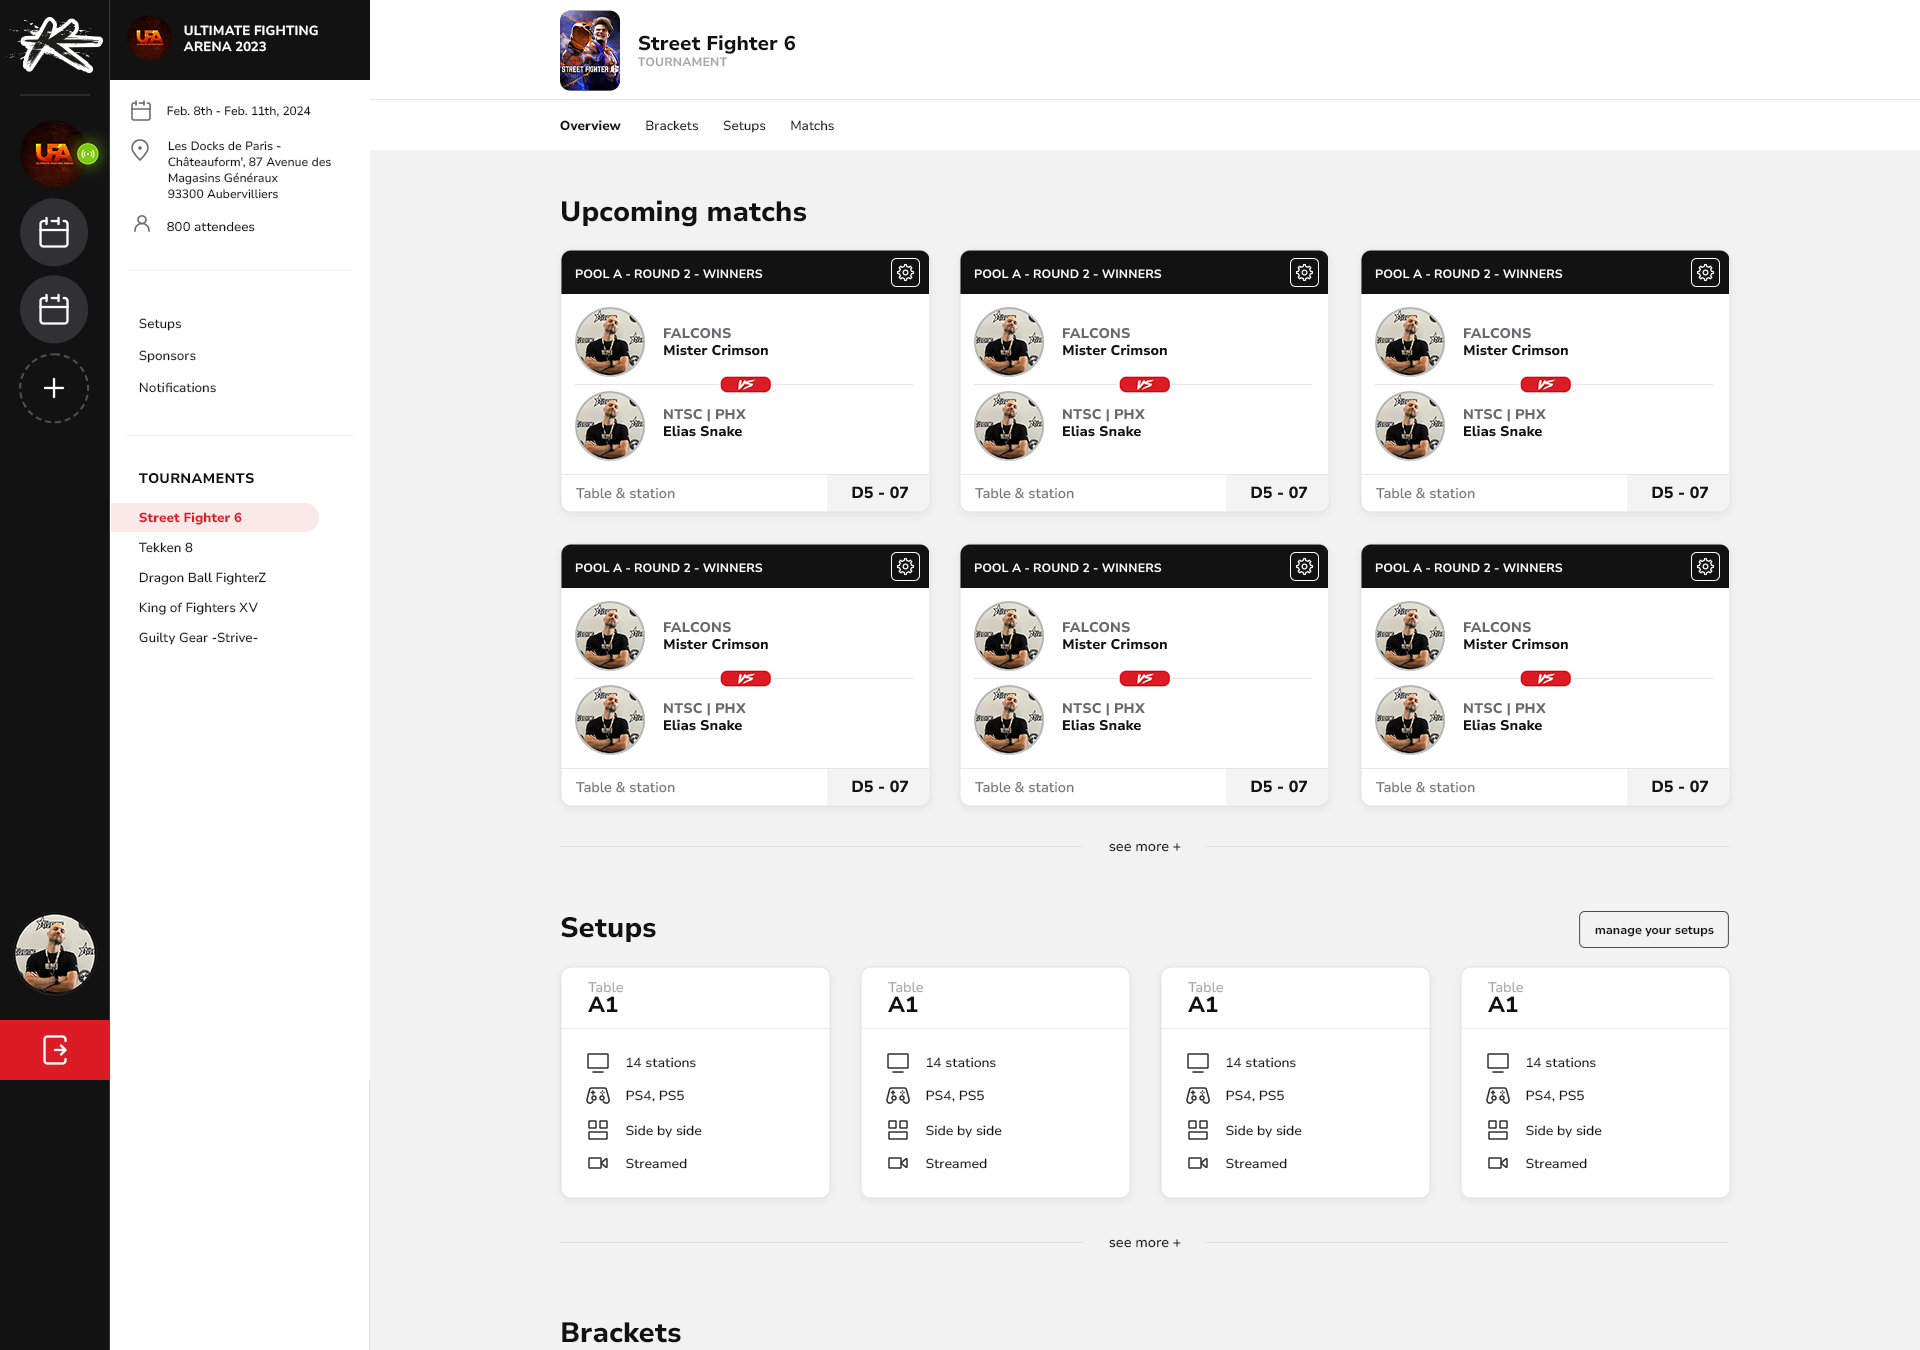 UFA
ULTIMATE FIGHTING
ARENA 2023
Feb. 8th - Feb. 11th, 2024
Les Docks de Paris -
Châteauform', 87 Avenue des
Magasins Généraux
93300 Aubervilliers
800 attendees
UFA
Setups
Sponsors
Notifications
TOURNAMENTS
Street Fighter 6
Tekken 8
Dragon Ball FighterZ
King of Fighters XV
Guilty Gear -Strive-
STREET FIGHTER 6
Street Fighter 6
TOURNAMENT
Overview Brackets Setups Matchs
Upcoming matchs
POOL A - ROUND 2 - WINNERS
FALCONS
Mister Crimson
VS
NTSC | PHX
Elias Snake
Table & station D5 - 07
POOL A - ROUND 2 - WINNERS
FALCONS
Mister Crimson
VS
NTSC | PHX
Elias Snake
Table & station D5 - 07
POOL A - ROUND 2 - WINNERS
FALCONS
Mister Crimson
VS
NTSC | PHX
Elias Snake
Table & station D5 - 07
POOL A - ROUND 2 - WINNERS
FALCONS
Mister Crimson
VS
NTSC | PHX
Elias Snake
Table & station D5 - 07
POOL A - ROUND 2 - WINNERS
FALCONS
Mister Crimson
VS
NTSC | PHX
Elias Snake
Table & station D5 - 07
POOL A - ROUND 2 - WINNERS
FALCONS
Mister Crimson
VS
NTSC | PHX
Elias Snake
Table & station D5 - 07
see more +
Setups
manage your setups
Table
A1
14 stations
PS4, PS5
Side by side
Streamed
Table
A1
14 stations
PS4, PS5
Side by side
Streamed
Table
A1
14 stations
PS4, PS5
Side by side
Streamed
Table
A1
14 stations
PS4, PS5
Side by side
Streamed
see more +
Brackets